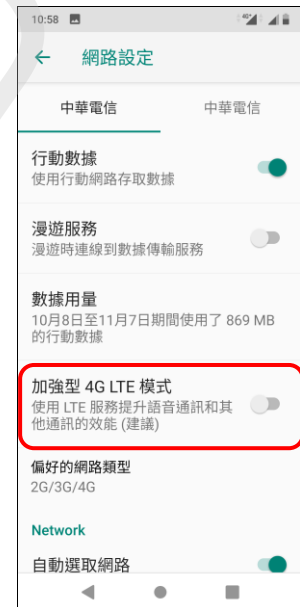 10:58
網路設定
中華電信 中華電信
行動數據
使用行動網路存取數據
漫遊服務
漫遊時連線到數據傳輸服務
數據用量
10月8日至11月7日期間使用了 869 MB
的行動數據
加強型 4G LTE 模式
使用 LTE 服務提升語音通訊和其
他通訊的效能 (建議)
偏好的網路類型
2G/3G/4G
Network
自動選取網路